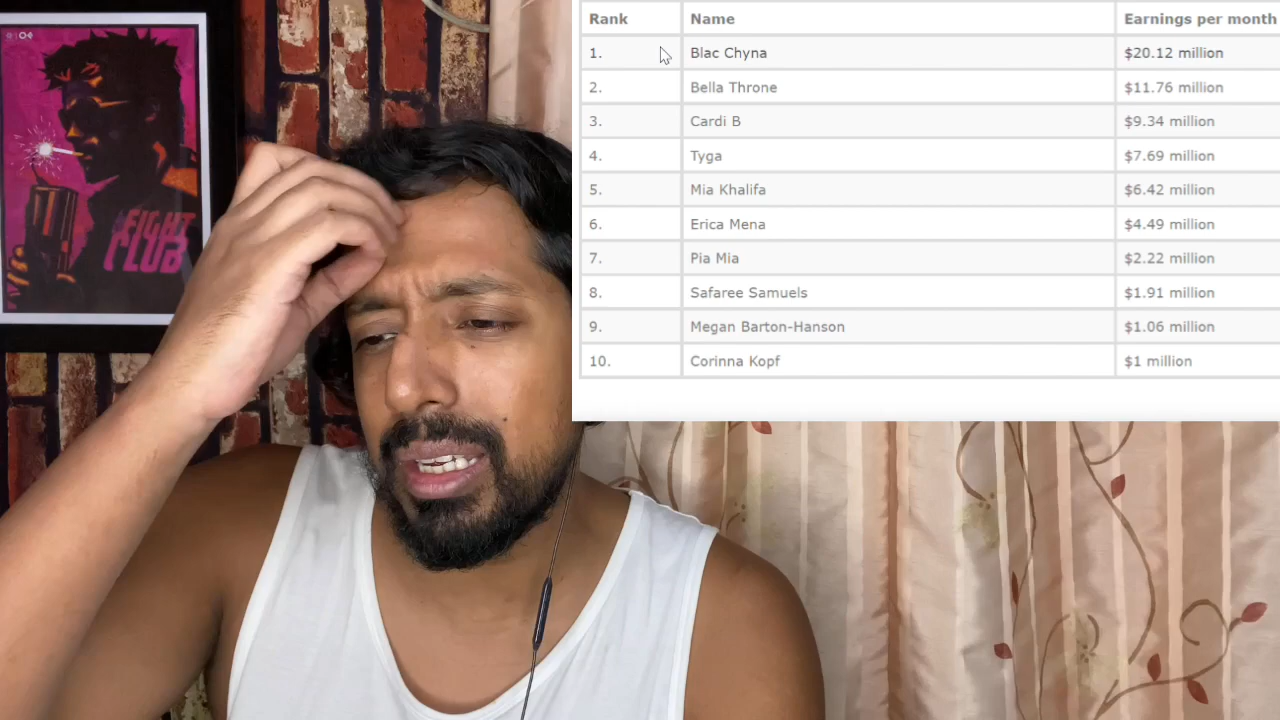 FIGHT
CLUB
Rank Name Earnings per month
1. Blac Chyna $20.12 million
2. Bella Throne $11.76 million
3. Cardi B $9.34 million
4. Tyga $7.69 million
5. Mia Khalifa $6.42 million
6. Erica Mena $4.49 million
7. Pia Mia $2.22 million
8. Safaree Samuels $1.91 million
9. Megan Barton-Hanson $1.06 million
10. Corinna Kopf $1 million